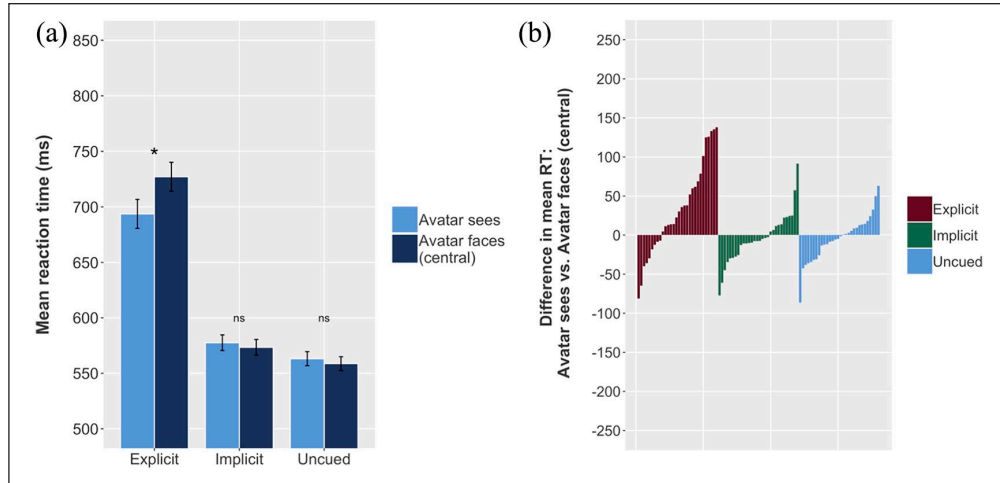 (a)
Mean reaction time (ms)
850
800
750
700
650
600
550
500
*
ns
ns
Explicit
Implicit
Uncued
Avatar sees
Avatar faces
(central)
(b)
Difference in mean RT:
Avatar sees vs. Avatar faces (central)
250
200
150
100
50
0
-50
-100
-150
-200
-250
Explicit
Implicit
Uncued